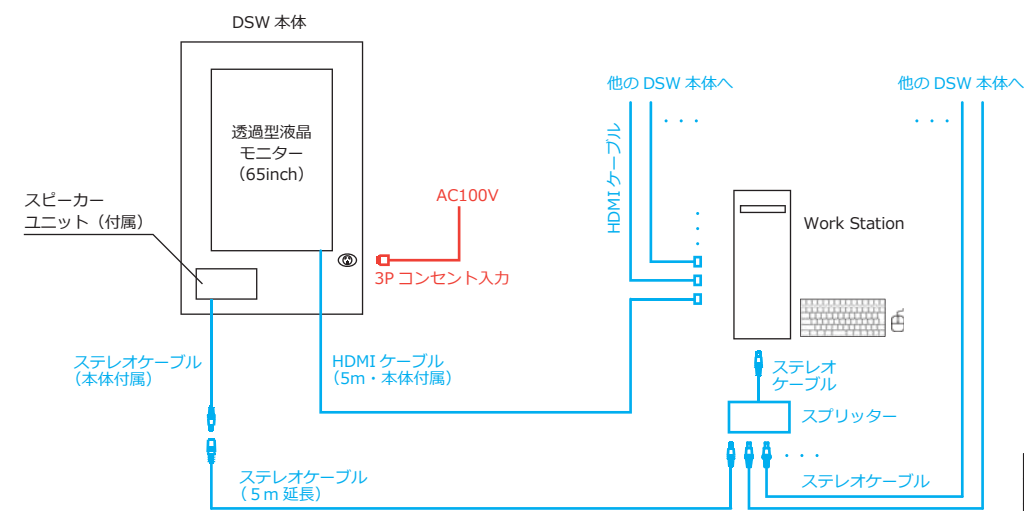 DSW 本体
透過型液晶
モニター
（65inch）
スピーカー
ユニット（付属）
AC100V
3P コンセント入力
ステレオケーブル
（本体付属）
HDMI ケーブル
（5m・本体付属）
ステレオケーブル
（5m 延長）
他の DSW 本体へ
・・・
HDMI ケーブル
・・・
Work Station
ステレオ
ケーブル
スプリッター
・・・
ステレオケーブル
他の DSW 本体へ
・・・